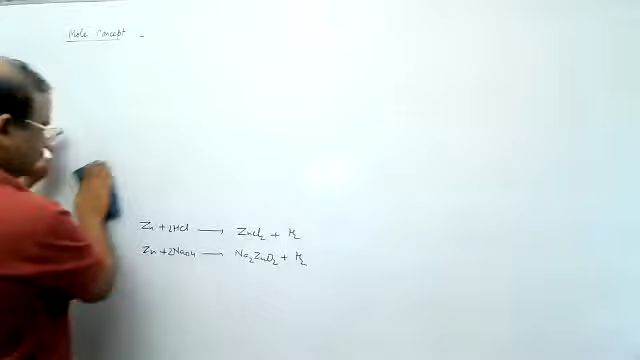 Mole Concept -
Zn + 2HCl ⟶ ZnCl₂ + H₂
Zn + 2NaOH ⟶ Na₂ZnO₂ + H₂